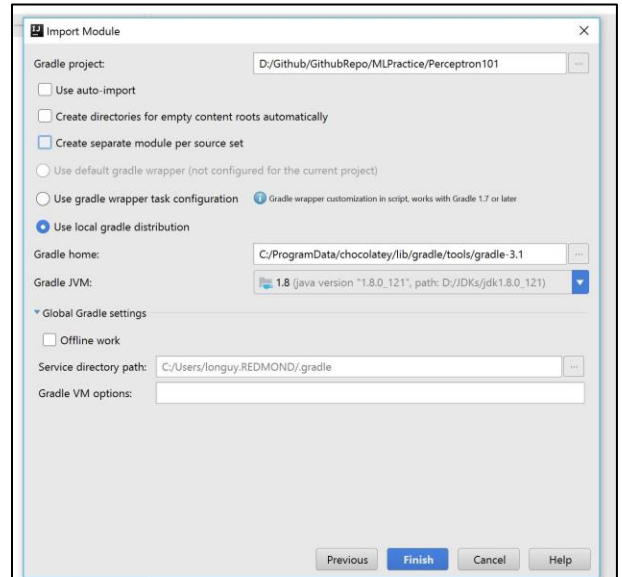 Import Module
Gradle project: D:/Github/GithubRepo/MLPractice/Perceptron101 ...
Use auto-import
Create directories for empty content roots automatically
Create separate module per source set
Use default gradle wrapper (not configured for the current project)
Use gradle wrapper task configuration Gradle wrapper customization in script, works with Gradle 1.7 or later
Use local gradle distribution
Gradle home: C:/ProgramData/chocolatey/lib/gradle/tools/gradle-3.1 ...
Gradle JVM: 1.8 (java version "1.8.0_121", path: D:/JDKs/jdk1.8.0_121)
Global Gradle settings
Offline work
Service directory path: C:/Users/longuy.REDMOND/.gradle ...
Gradle VM options:
Previous Finish Cancel Help